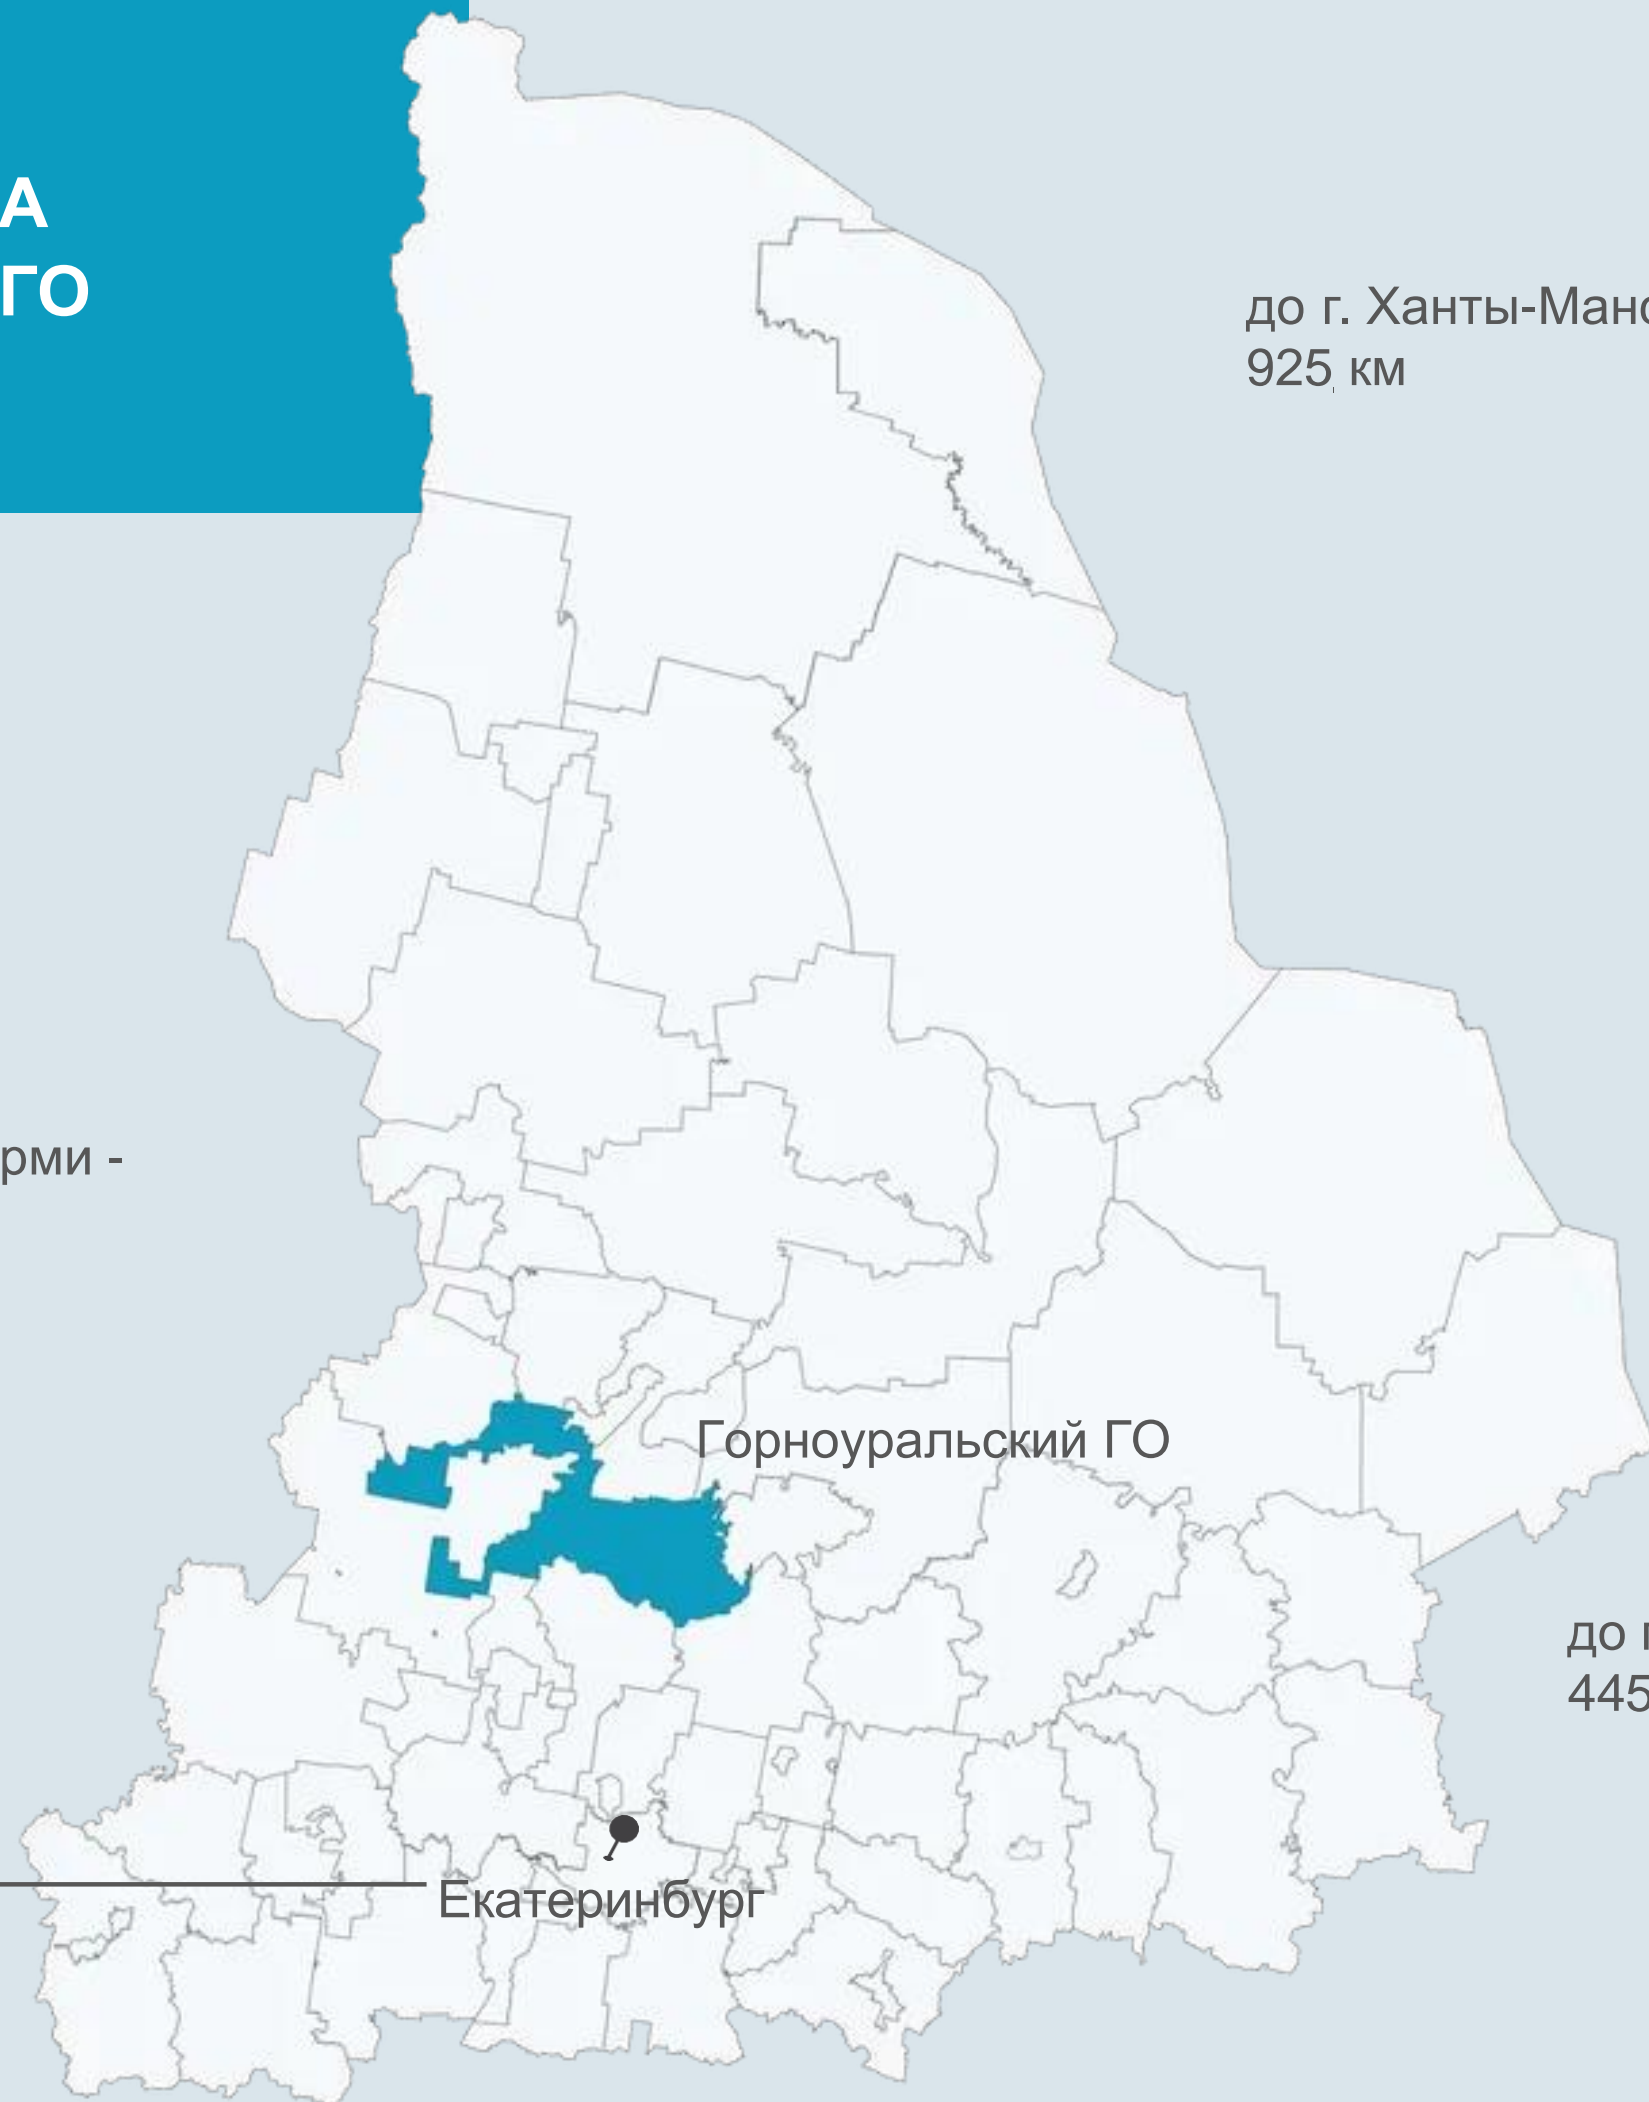 А
ГО
до г. Ханты-Манс
925 км
рми -
Горноуральский ГО
до г
445
Екатеринбург